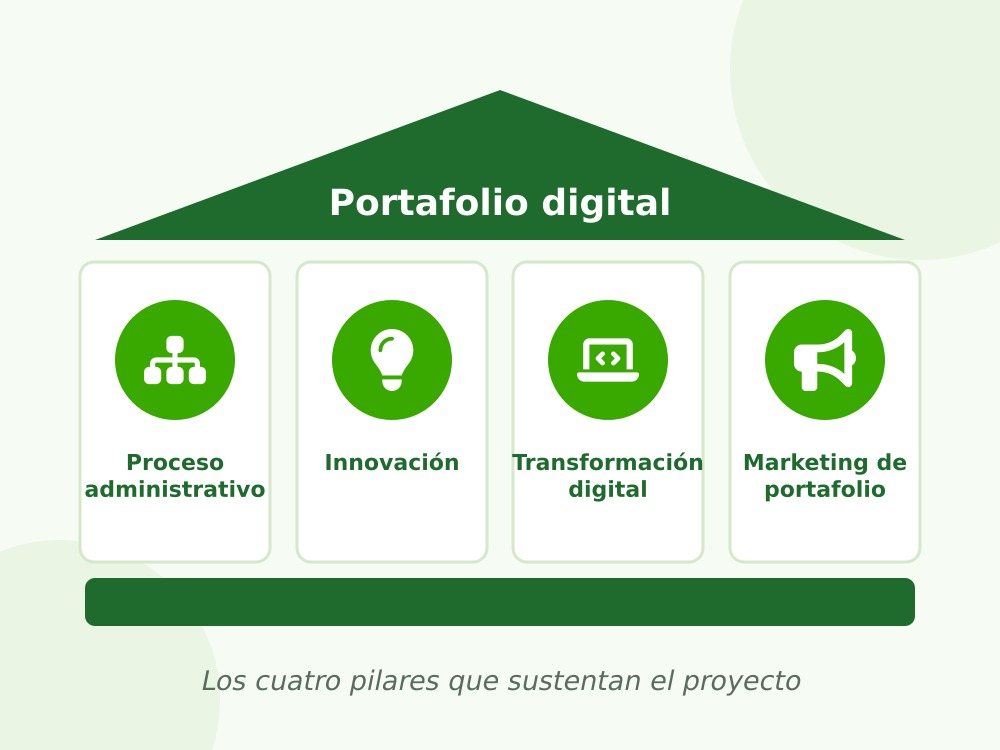 Portafolio digital
Proceso
administrativo
Innovación
Transformación
digital
Marketing de
portafolio
Los cuatro pilares que sustentan el proyecto